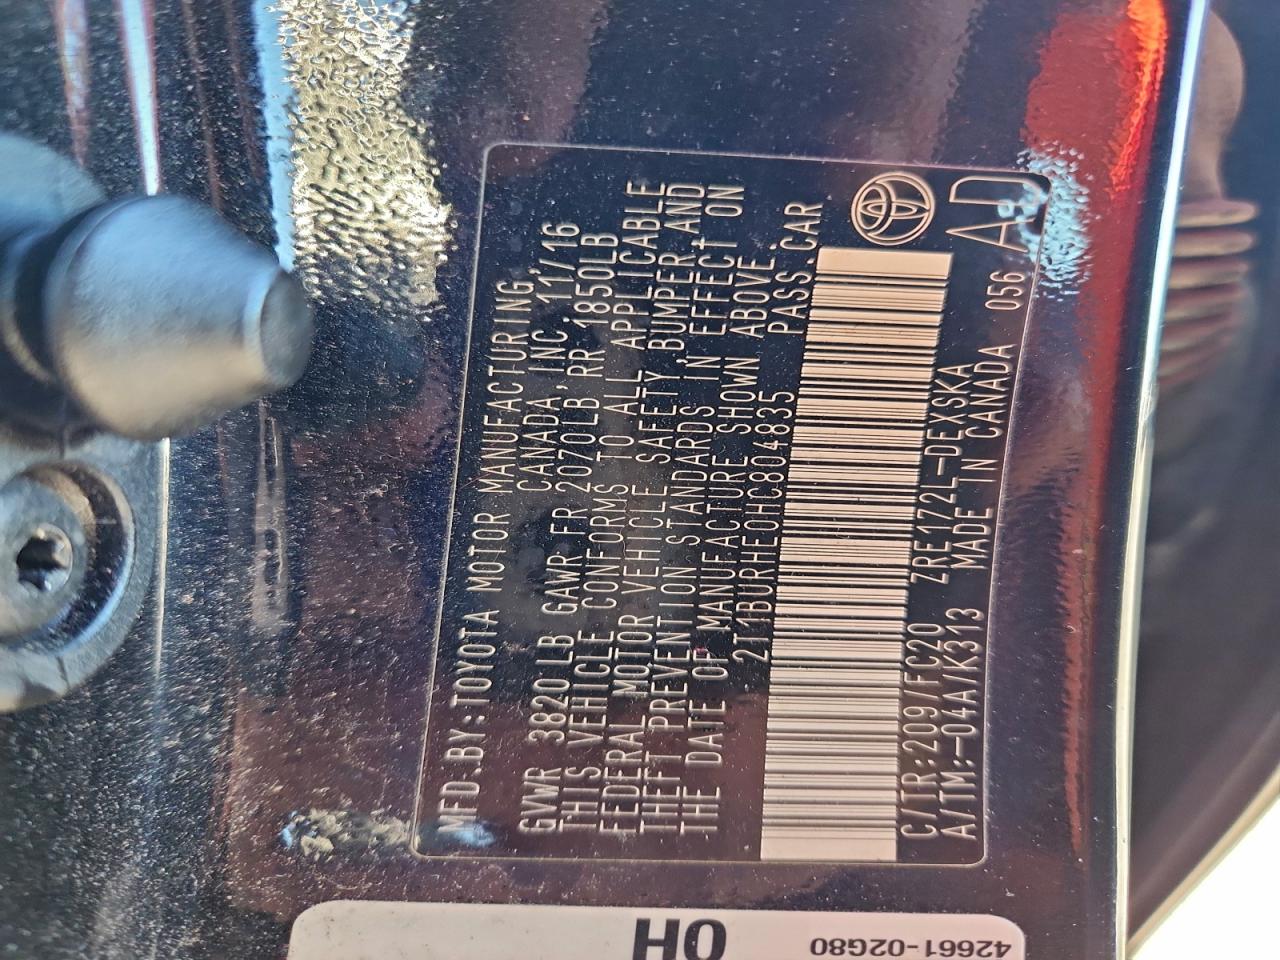 MFD.BY:TOYOTA MOTOR MANUFACTURING,
CANADA,INC. 11/16
GVWR 3820LB GAWR FR 2070LB RR 1850LB
THIS VEHICLE CONFORMS TO ALL APPLICABLE
FEDERAL MOTOR VEHICLE SAFETY,BUMPER,AND
THEFT PREVENTION STANDARDS IN EFFECT ON
THE DATE OF MANUFACTURE SHOWN ABOVE.
2T1BURHE0HC804835 PASS.CAR
C/TR:209/FC20 ZRE172L-DEXSKA
A/TM:-04A/K313 MADE IN CANADA 056
AD
0H
42661-02G80